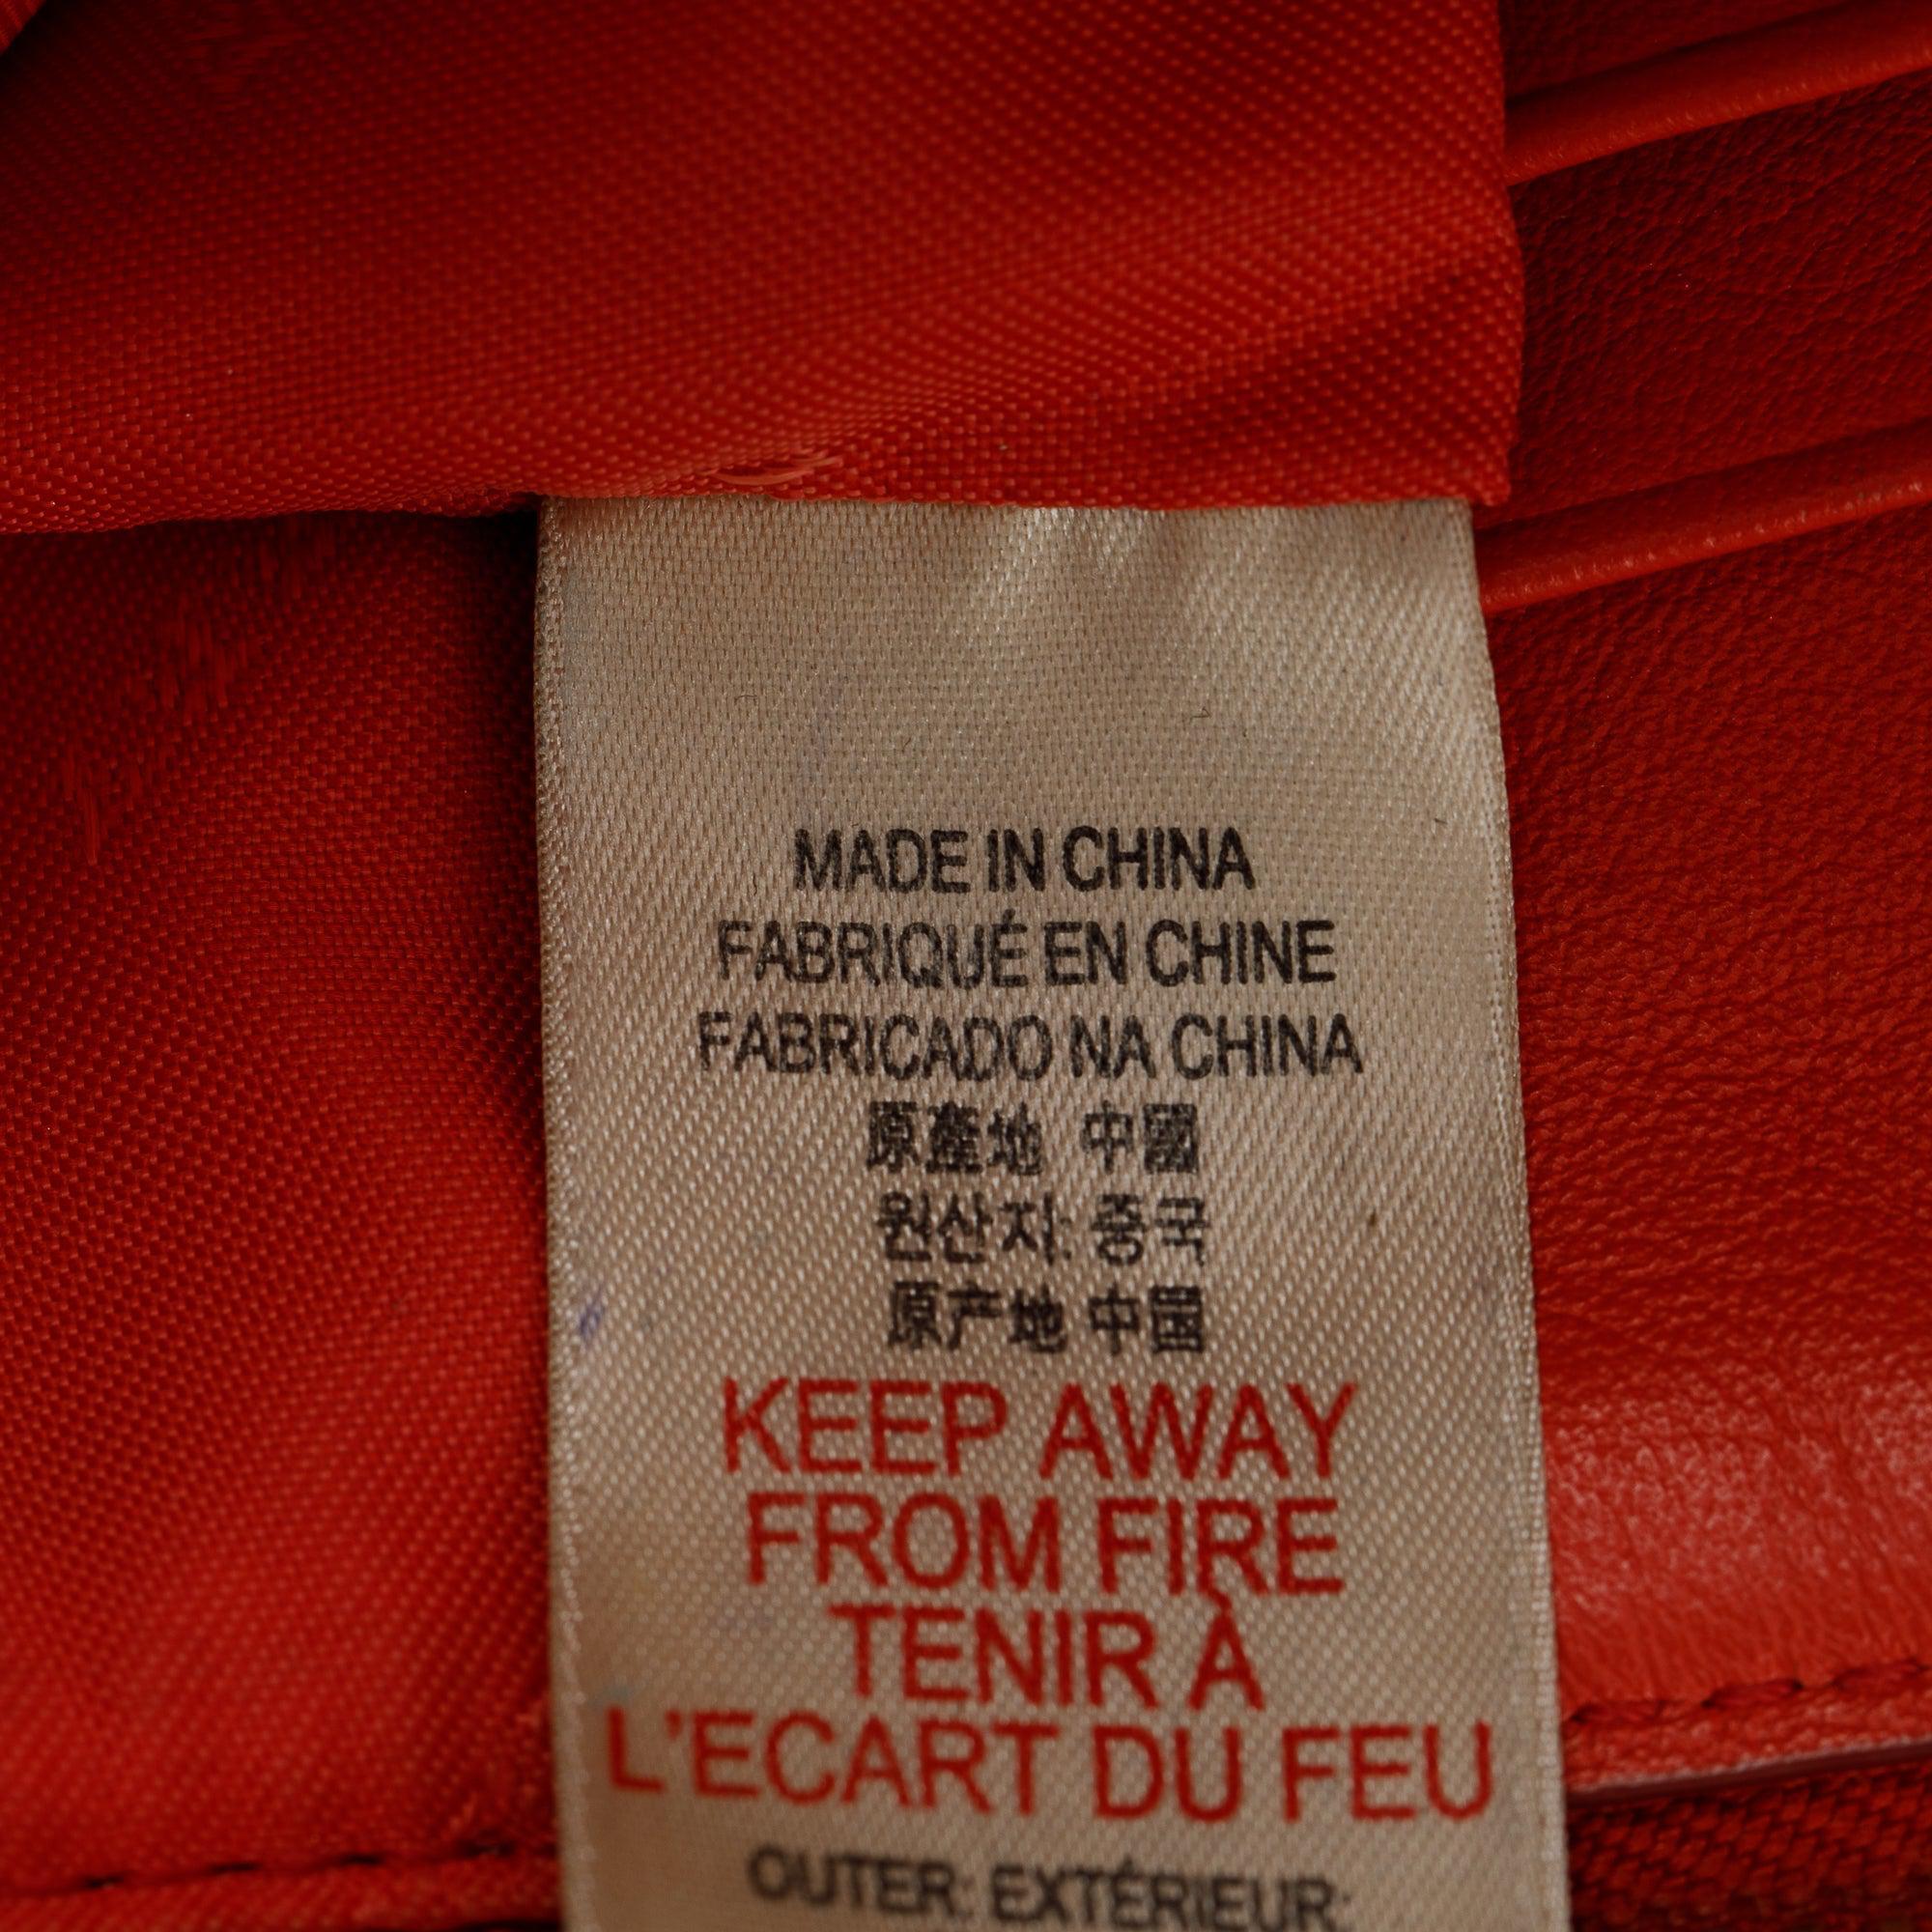 MADE IN CHINA
FABRIQUÉ EN CHINE
FABRICADO NA CHINA
原產地 中國
원산지: 중국
原产地 中国
KEEP AWAY
FROM FIRE
TENIR À
L'ECART DU FEU
OUTER: EXTÉRIEUR: